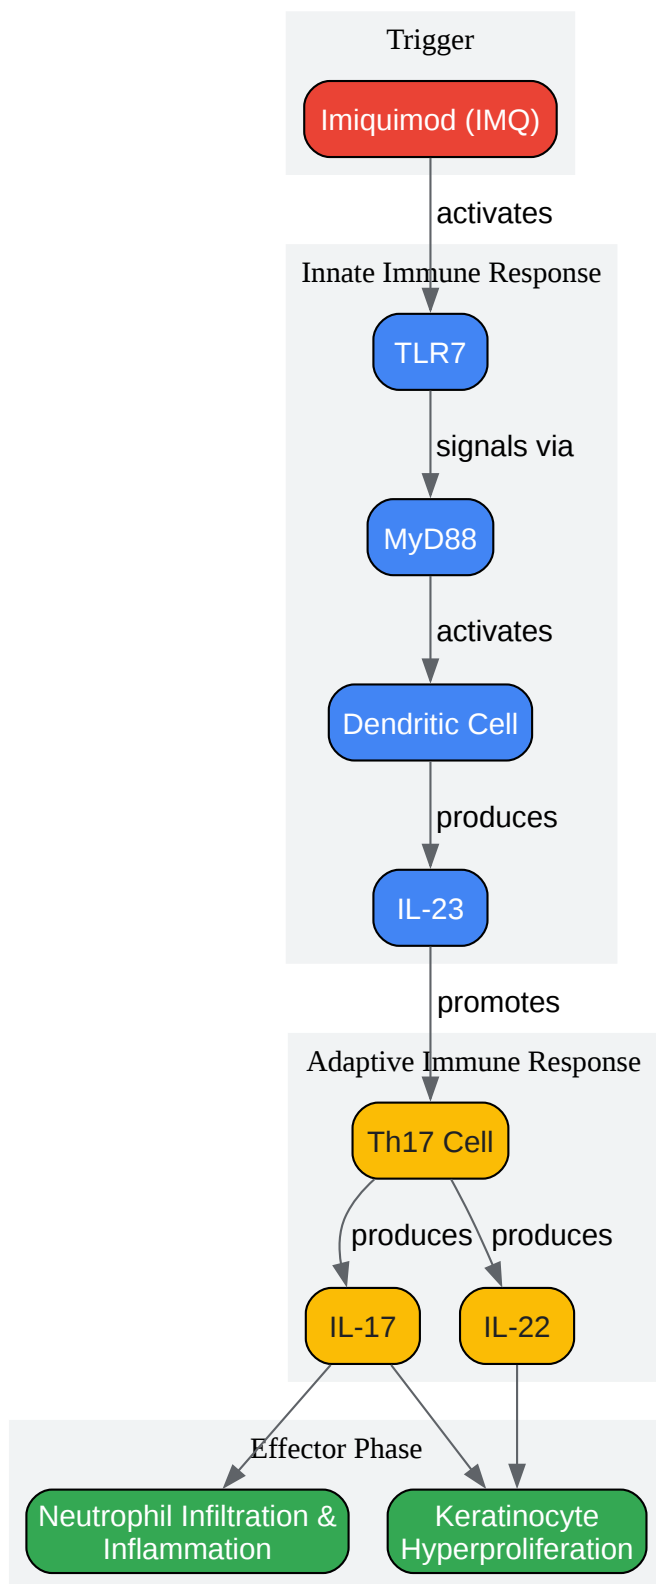 Trigger
Imiquimod (IMQ)
activates
Innate Immune Response
TLR7
signals via
MyD88
activates
Dendritic Cell
produces
IL-23
promotes
Adaptive Immune Response
Th17 Cell
produces
produces
IL-17
IL-22
Effector Phase
Neutrophil Infiltration &
Inflammation
Keratinocyte
Hyperproliferation